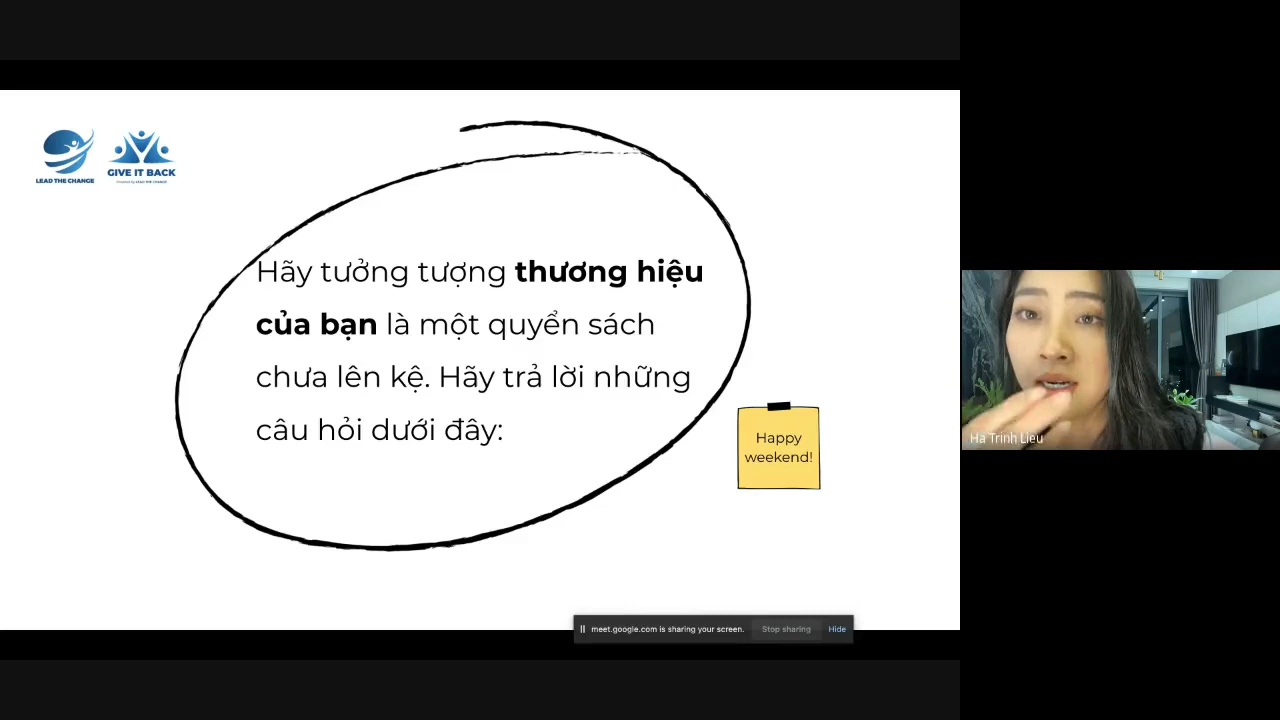 LEAD THE CHANGE
GIVE IT BACK
Hãy tưởng tượng thương hiệu
của bạn là một quyển sách
chưa lên kệ. Hãy trả lời những
câu hỏi dưới đây:
Happy
weekend!
Ha Trinh Lieu
meet.google.com is sharing your screen.
Stop sharing
Hide